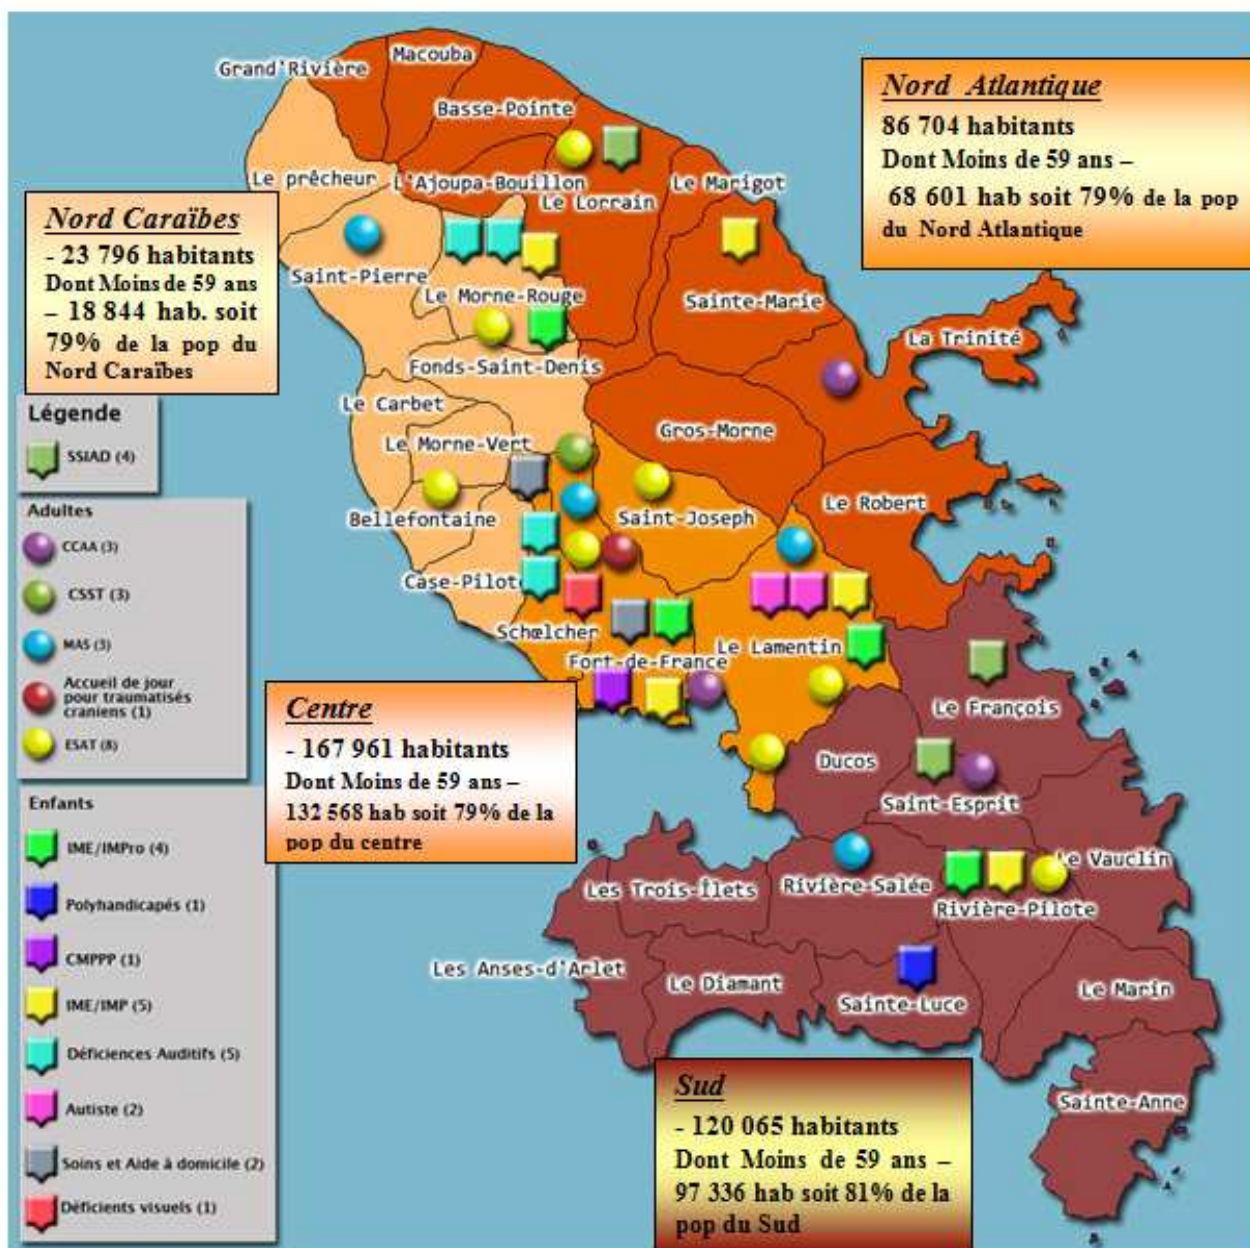 Grand'Rivière
Macouba
Basse-Pointe
Nord Atlantique
86 704 habitants
Dont Moins de 59 ans –
68 601 hab soit 79% de la pop
du Nord Atlantique
Le prêcheur
L'Ajoupa-Bouillon
Le Lorrain
Le Marigot
Nord Caraïbes
- 23 796 habitants
Dont Moins de 59 ans
– 18 844 hab. soit
79% de la pop du
Nord Caraïbes
Saint-Pierre
Le Morne-Rouge
Sainte-Marie
La Trinité
Fonds-Saint-Denis
Le Carbet
Le Morne-Vert
Gros-Morne
Bellefontaine
Saint-Joseph
Le Robert
Case-Pilote
Schœlcher
Fort-de-France
Le Lamentin
Légende
SSIAD (4)
Adultes
CCAA (3)
CSST (3)
MAS (3)
Accueil de jour
pour traumatisés
craniens (1)
ESAT (8)
Enfants
IME/IMPro (4)
Polyhandicapés (1)
CMPPP (1)
IME/IMP (5)
Déficiences Auditifs (5)
Autiste (2)
Soins et Aide à domicile (2)
Déficients visuels (1)
Centre
- 167 961 habitants
Dont Moins de 59 ans –
132 568 hab soit 79% de la
pop du centre
Le François
Ducos
Saint-Esprit
Le Vauclin
Les Trois-Îlets
Rivière-Salée
Rivière-Pilote
Les Anses-d'Arlet
Le Diamant
Sainte-Luce
Le Marin
Sainte-Anne
Sud
- 120 065 habitants
Dont Moins de 59 ans –
97 336 hab soit 81% de la
pop du Sud